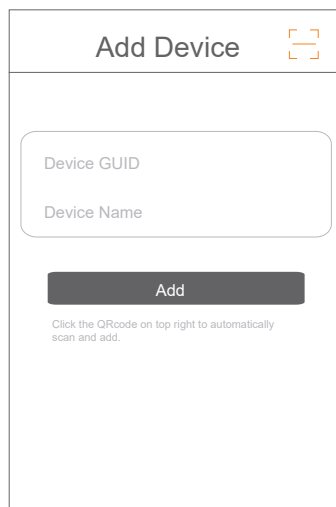 Add Device
Device GUID
Device Name
Add
Click the QRcode on top right to automatically
scan and add.